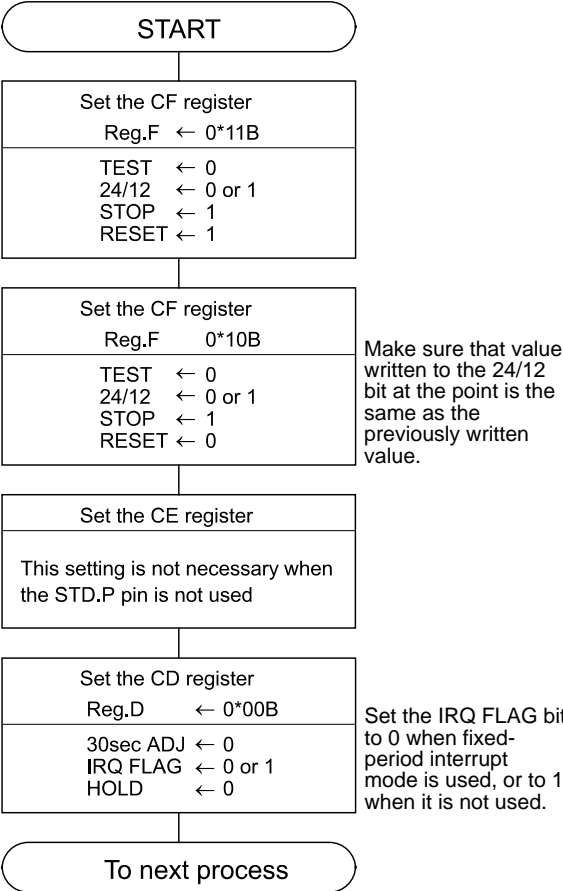 START
Set the CF register
Reg.F ← 0*11B
TEST ← 0
24/12 ← 0 or 1
STOP ← 1
RESET ← 1
Set the CF register
Reg.F 0*10B
TEST ← 0
24/12 ← 0 or 1
STOP ← 1
RESET ← 0
Make sure that value
written to the 24/12
bit at the point is the
same as the
previously written
value.
Set the CE register
This setting is not necessary when
the STD.P pin is not used
Set the CD register
Reg.D ← 0*00B
30sec ADJ ← 0
IRQ FLAG ← 0 or 1
HOLD ← 0
Set the IRQ FLAG bit
to 0 when fixed-
period interrupt
mode is used, or to 1
when it is not used.
To next process